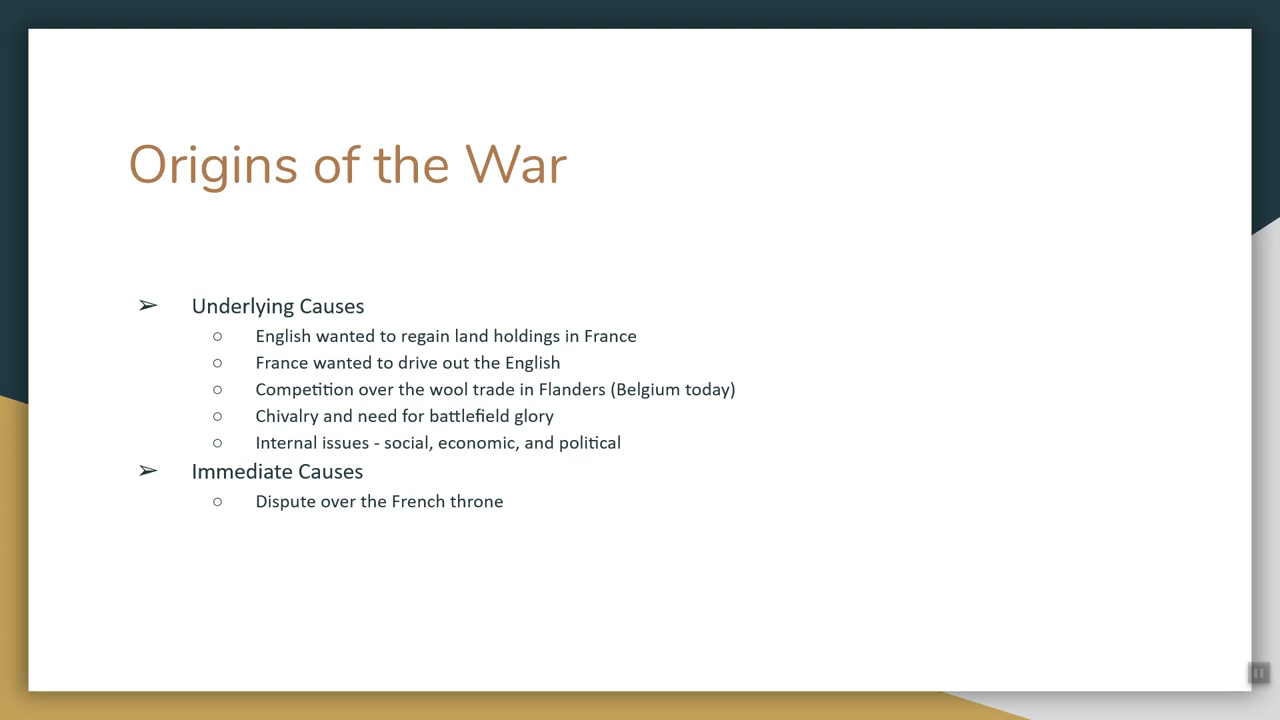 Origins of the War
➢ Underlying Causes
○ English wanted to regain land holdings in France
○ France wanted to drive out the English
○ Competition over the wool trade in Flanders (Belgium today)
○ Chivalry and need for battlefield glory
○ Internal issues - social, economic, and political
➢ Immediate Causes
○ Dispute over the French throne